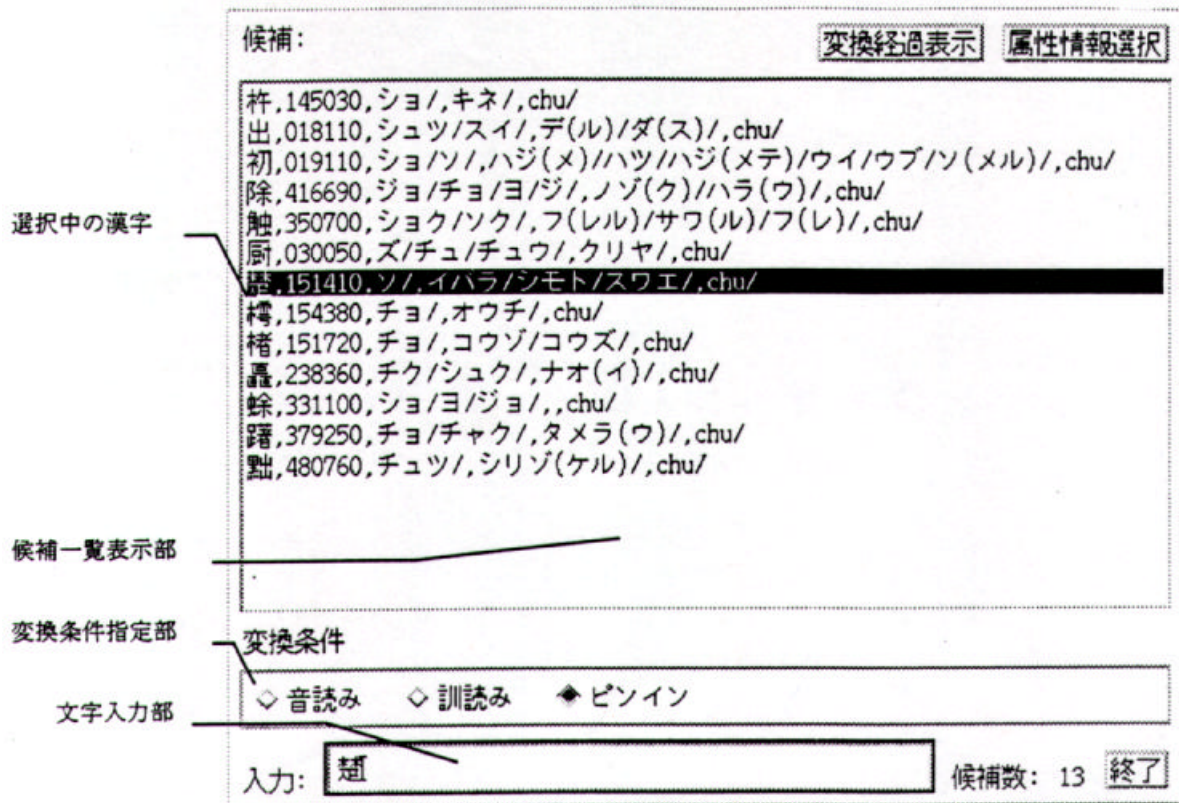 候補: 変換経過表示 属性情報選択
杵,145030,ショ/,キネ/,chu/
出,018110,シュツ/スイ/,デ(ル)/ダ(ス)/,chu/
初,019110,ショ/ソ/,ハジ(メ)/ハツ/ハジ(メテ)/ウイ/ウブ/ソ(メル)/,chu/
除,416690,ジョ/チョ/ヨ/ジ/,ノゾ(ク)/ハラ(ウ)/,chu/
選択中の漢字 触,350700,ショク/ソク/,フ(レル)/サワ(ル)/フ(レ)/,chu/
厨,030050,ズ/チュ/チュウ/,クリヤ/,chu/
楚,151410,ソ/,イバラ/シモト/スワエ/,chu/
樗,154380,チョ/,オウチ/,chu/
楮,151720,チョ/,コウゾ/コウズ/,chu/
矗,238360,チク/シュク/,ナオ(イ)/,chu/
蜍,331100,ショ/ヨ/ジョ/,,chu/
躇,379250,チョ/チャク/,タメラ(ウ)/,chu/
黜,480760,チュツ/,シリゾ(ケル)/,chu/
候補一覧表示部
変換条件指定部 変換条件
音読み 訓読み ピンイン
文字入力部
入力: 楚 候補数: 13 終了